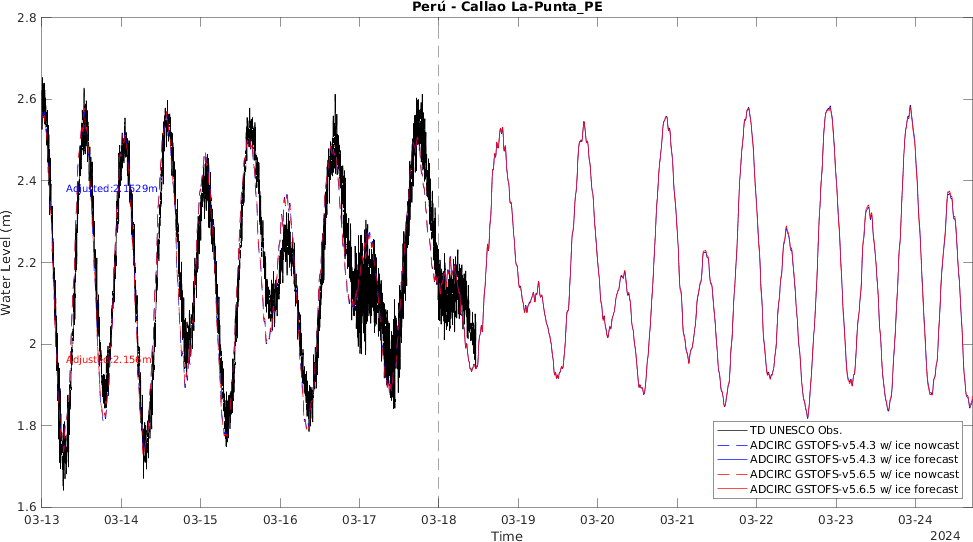 Perú - Callao La-Punta_PE
2.8
2.6
2.4
2.2
2
1.8
1.6
Water Level (m)
Adjusted:2.1529m
Adjusted:2.156m
TD UNESCO Obs.
ADCIRC GSTOFS-v5.4.3 w/ ice nowcast
ADCIRC GSTOFS-v5.4.3 w/ ice forecast
ADCIRC GSTOFS-v5.6.5 w/ ice nowcast
ADCIRC GSTOFS-v5.6.5 w/ ice forecast
03-13 03-14 03-15 03-16 03-17 03-18 03-19 03-20 03-21 03-22 03-23 03-24
Time
2024